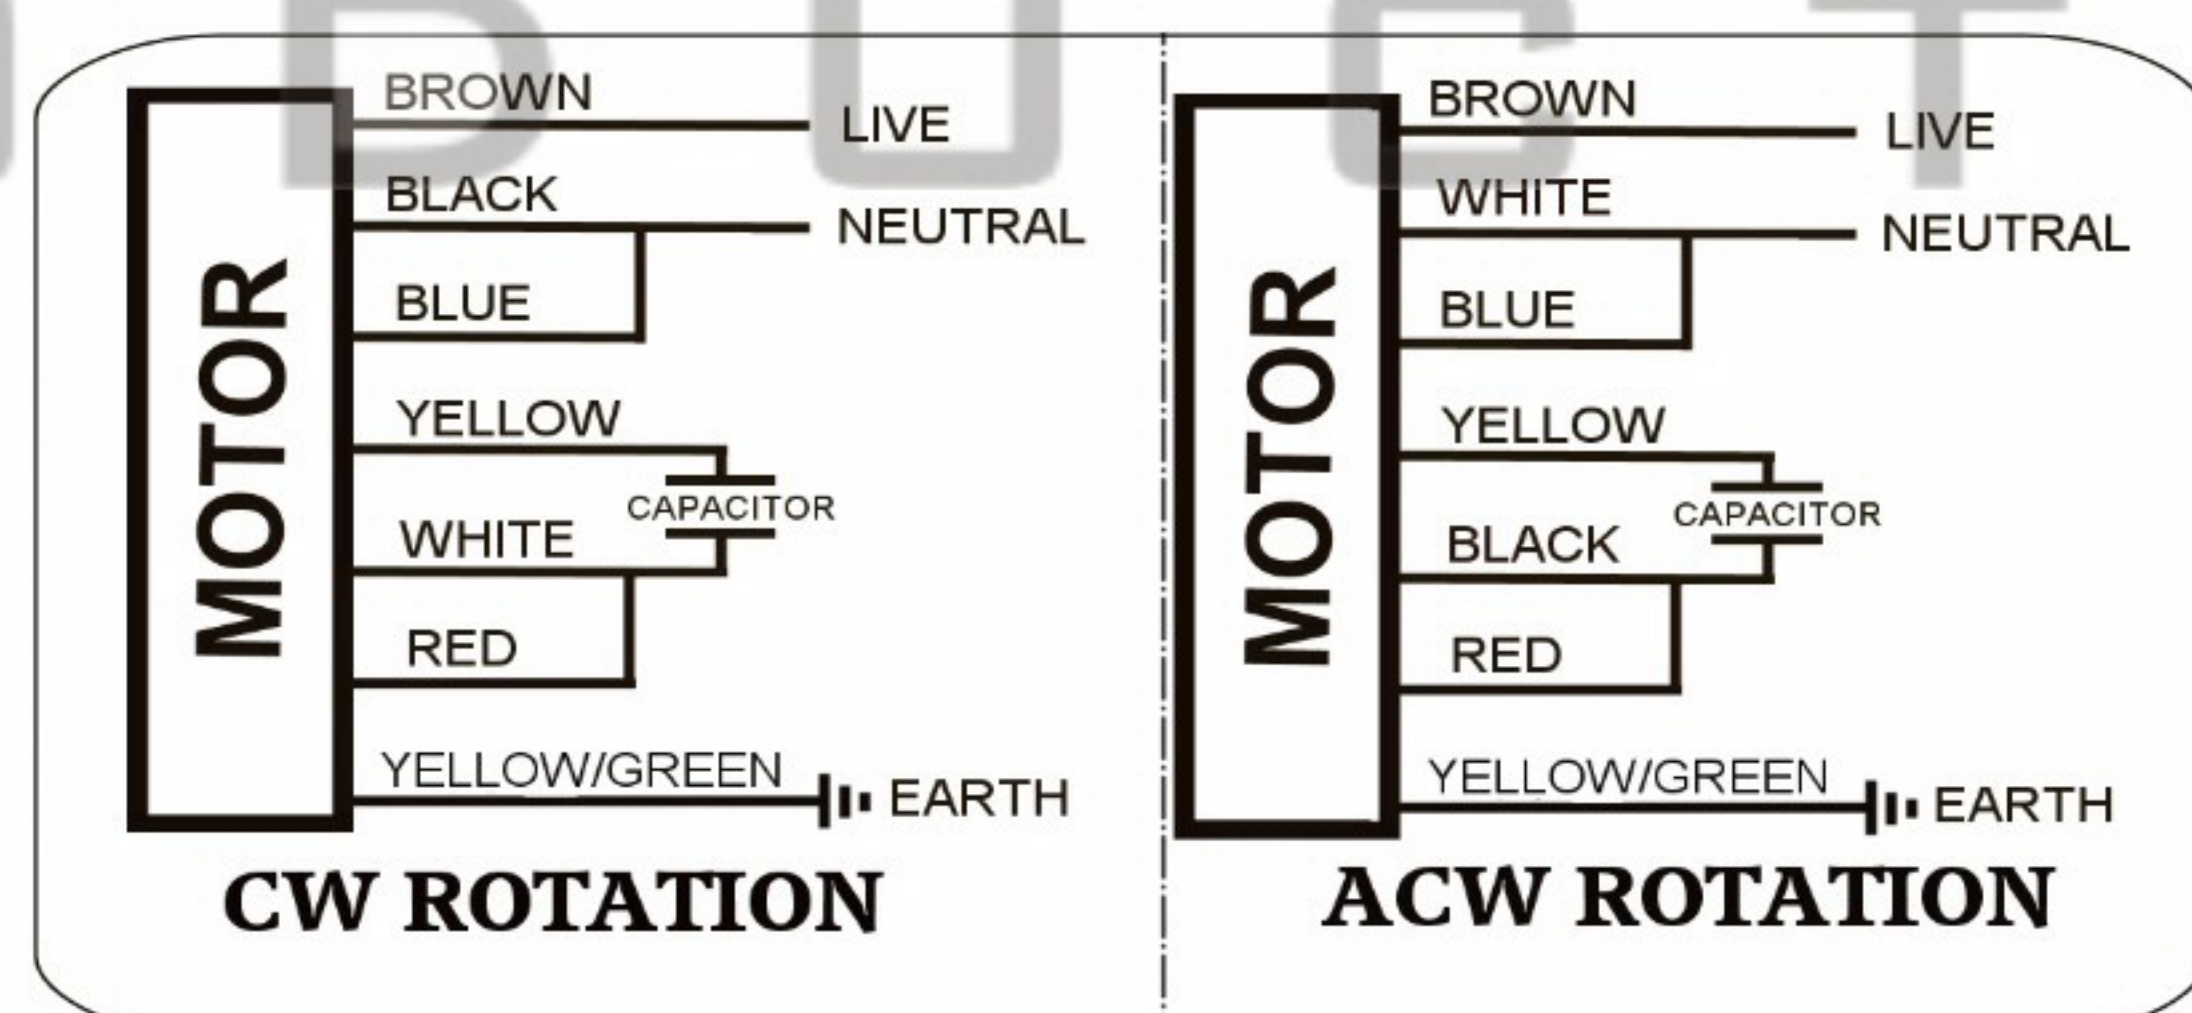 BROWN
LIVE
BLACK
NEUTRAL
BLUE
YELLOW
CAPACITOR
WHITE
RED
YELLOW/GREEN
EARTH
MOTOR
CW ROTATION
BROWN
LIVE
WHITE
NEUTRAL
BLUE
YELLOW
CAPACITOR
BLACK
RED
YELLOW/GREEN
EARTH
MOTOR
ACW ROTATION